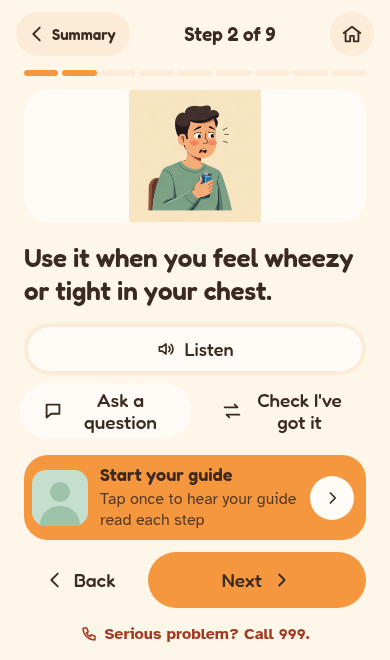 Summary
Step 2 of 9
Use it when you feel wheezy
or tight in your chest.
Listen
Ask a
question
Check I've
got it
Start your guide
Tap once to hear your guide
read each step
Back
Next
Serious problem? Call 999.